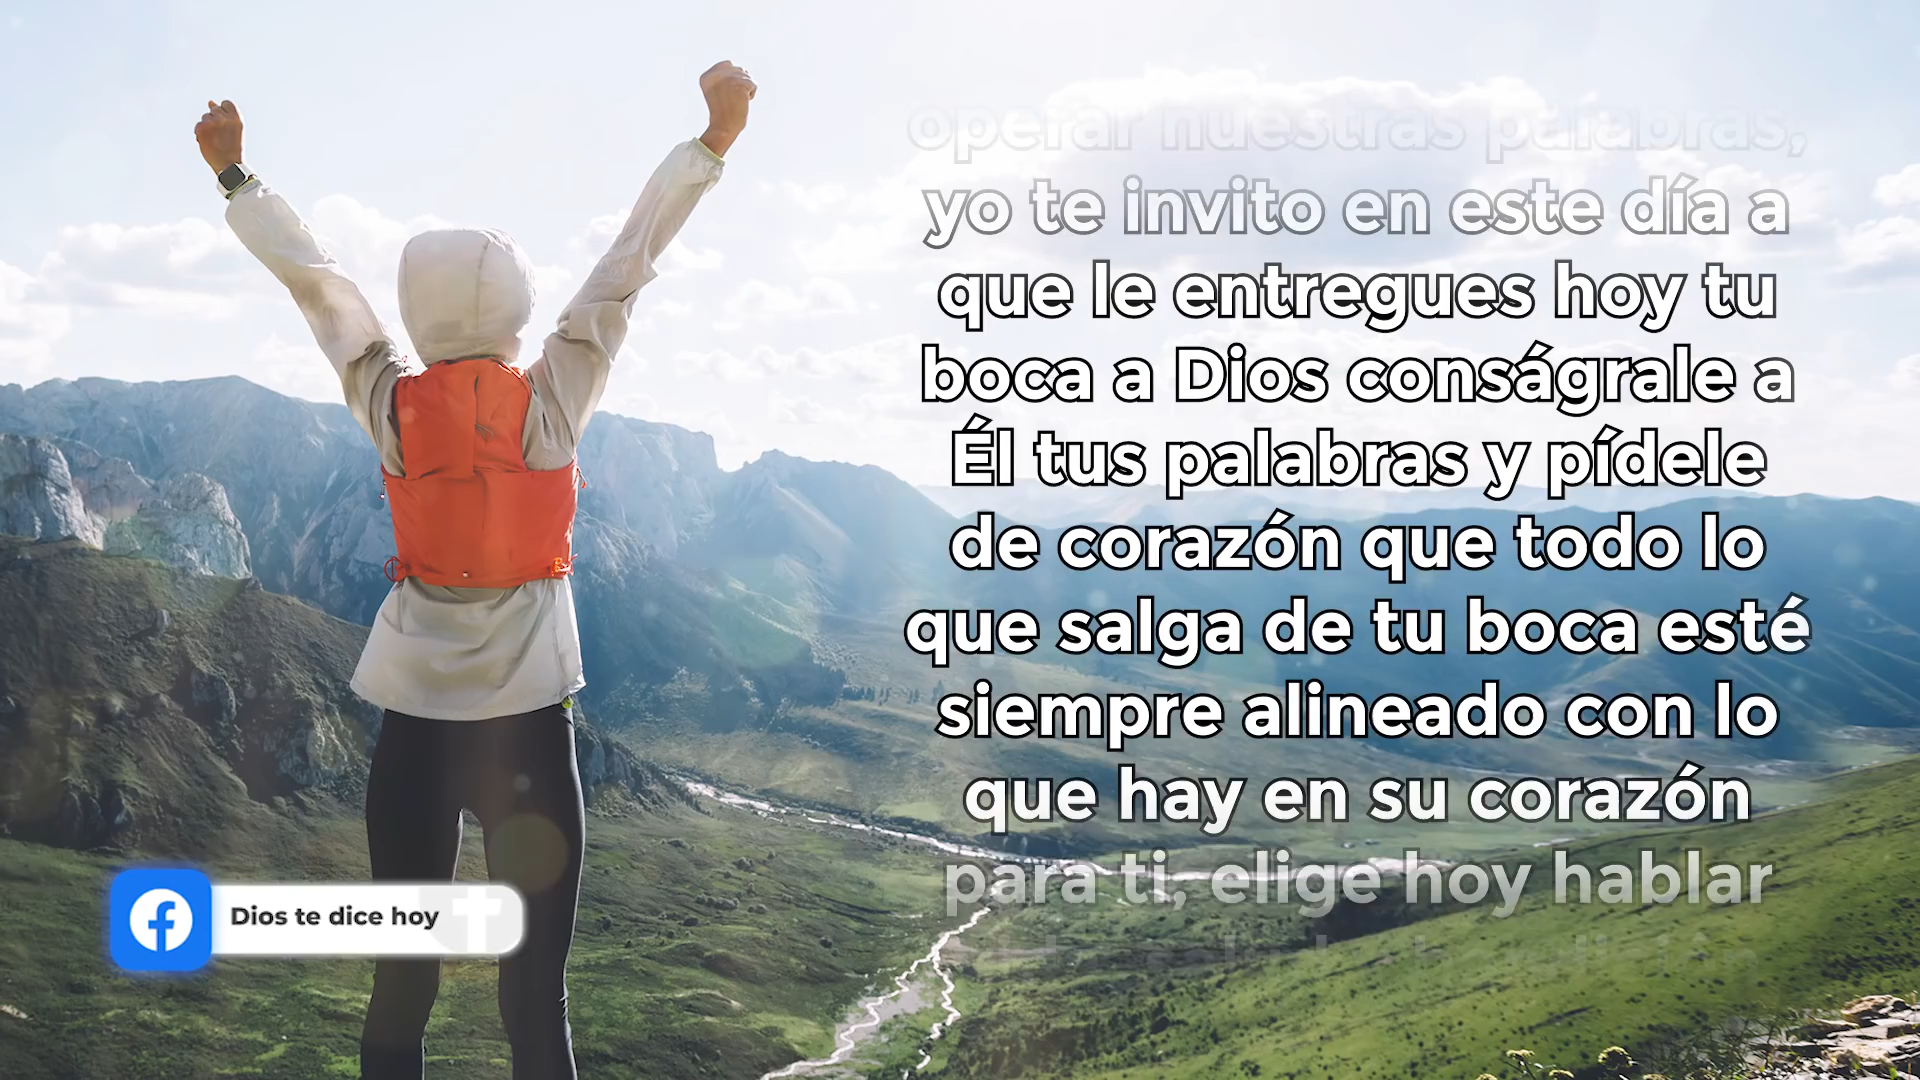 operar nuestras palabras,
yo te invito en este día a
que le entregues hoy tu
boca a Dios conságrale a
Él tus palabras y pídele
de corazón que todo lo
que salga de tu boca esté
siempre alineado con lo
que hay en su corazón
para ti, elige hoy hablar
Dios te dice hoy